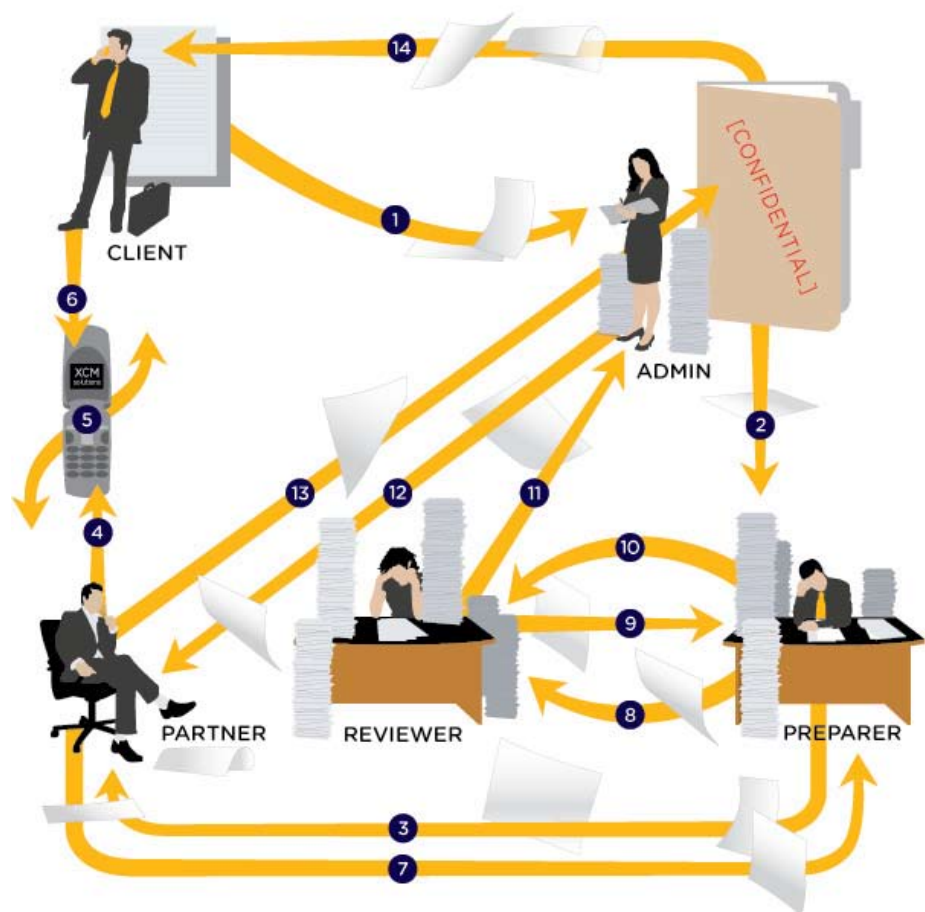 14
[CONFIDENTIAL]
1
CLIENT
6
ADMIN
XCM
solutions
5
2
13
12
11
4
10
9
8
PARTNER
REVIEWER
PREPARER
3
7